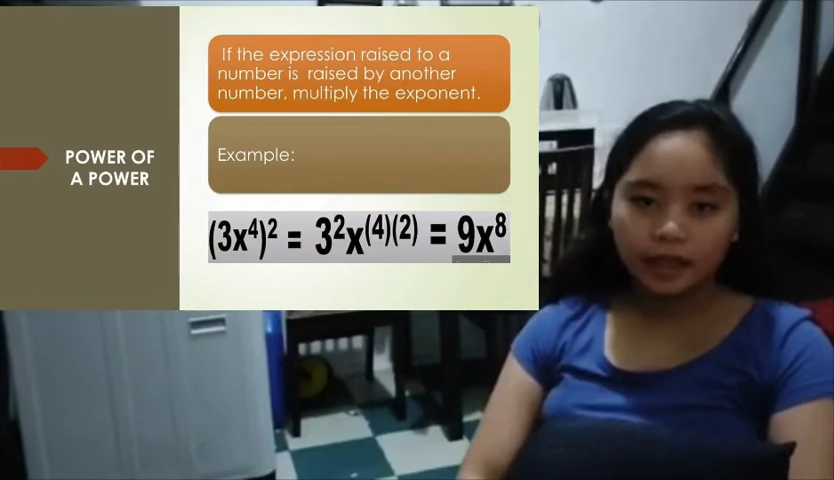 If the expression raised to a
number is raised by another
number, multiply the exponent.
POWER OF
A POWER
Example:
(3x⁴)² = 3²x⁽⁴⁾⁽²⁾ = 9x⁸